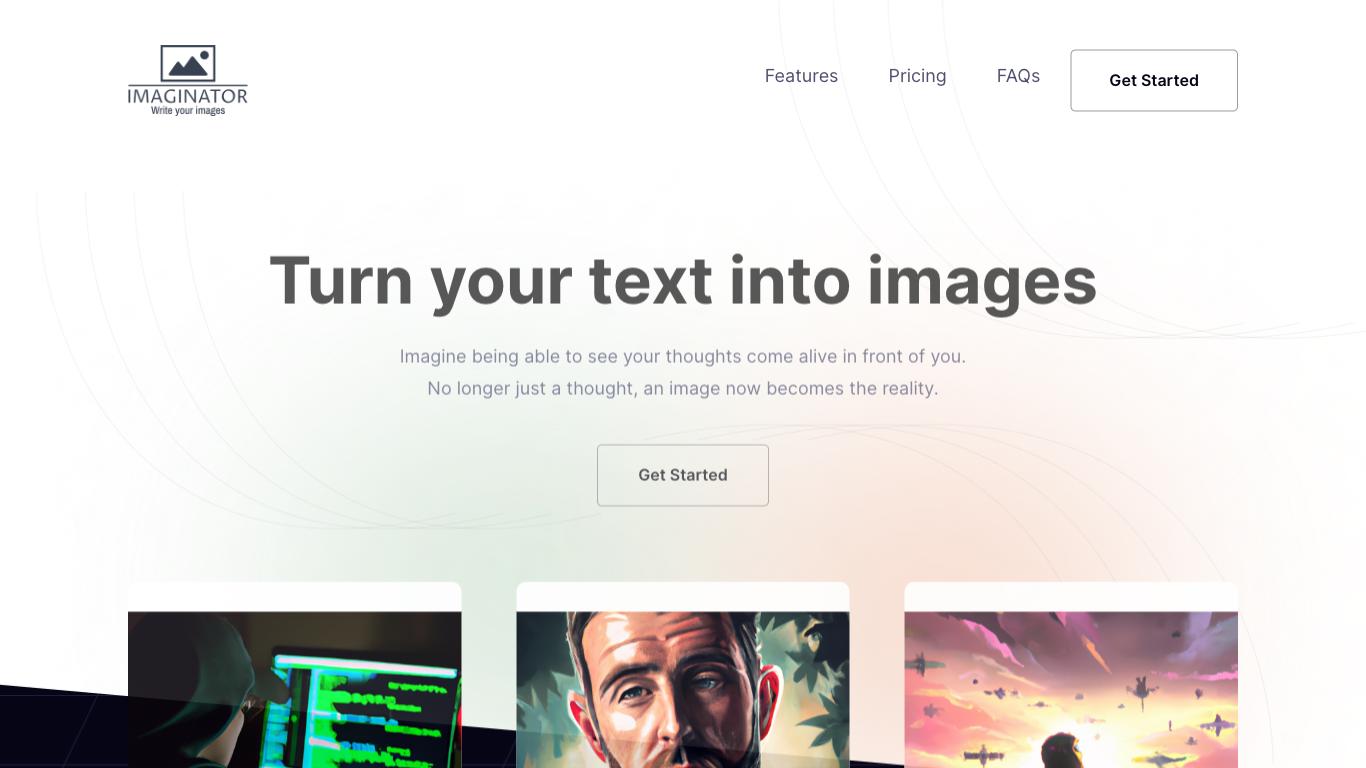 IMAGINATOR
Write your images
Features
Pricing
FAQs
Get Started
Turn your text into images
Imagine being able to see your thoughts come alive in front of you.
No longer just a thought, an image now becomes the reality.
Get Started